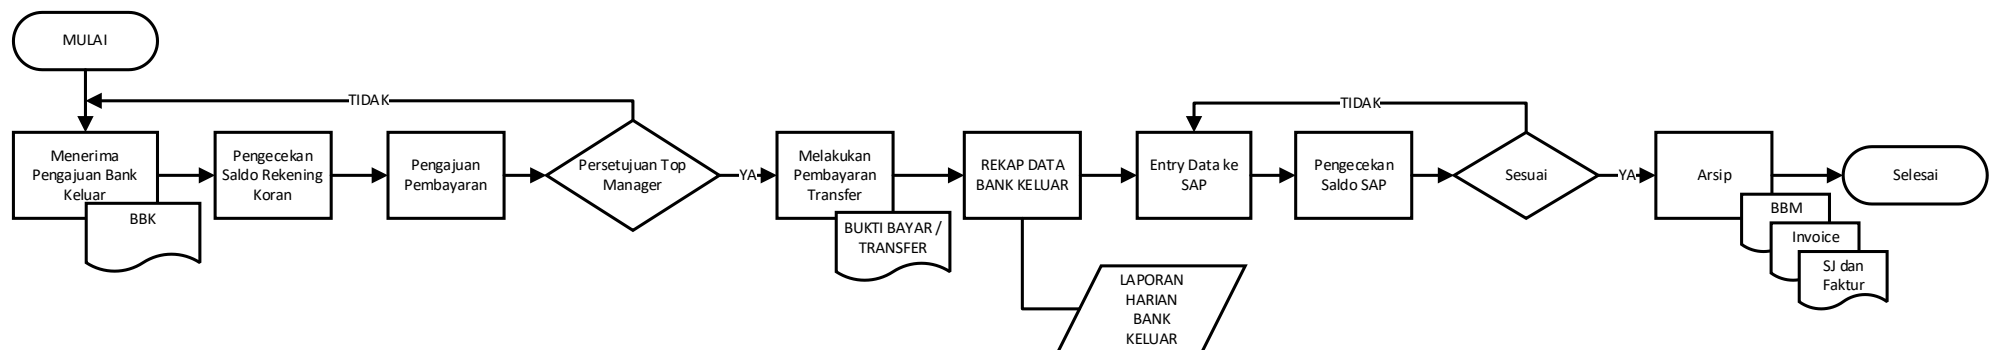 MULAI
TIDAK
Menerima
Pengajuan Bank
Keluar
BBK
Pengecekan
Saldo Rekening
Koran
Pengajuan
Pembayaran
Persetujuan Top
Manager
YA
Melakukan
Pembayaran
Transfer
BUKTI BAYAR /
TRANSFER
REKAP DATA
BANK KELUAR
LAPORAN
HARIAN
BANK
KELUAR
TIDAK
Entry Data ke
SAP
Pengecekan
Saldo SAP
Sesuai
YA
Arsip
BBM
Invoice
SJ dan
Faktur
Selesai